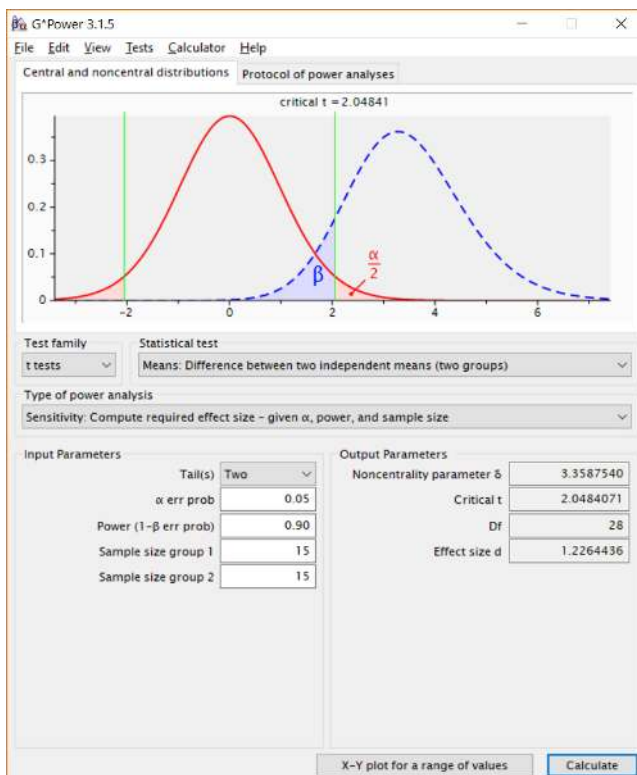 G*Power 3.1.5
File Edit View Tests Calculator Help
Central and noncentral distributions Protocol of power analyses
critical t = 2.04841
0.3
0.2
0.1
0
β
α
2
-2 0 2 4 6
Test family Statistical test
t tests Means: Difference between two independent means (two groups)
Type of power analysis
Sensitivity: Compute required effect size – given α, power, and sample size
Input Parameters Output Parameters
Tail(s) Two Noncentrality parameter δ 3.3587540
α err prob 0.05 Critical t 2.0484071
Power (1-β err prob) 0.90 Df 28
Sample size group 1 15 Effect size d 1.2264436
Sample size group 2 15
X-Y plot for a range of values Calculate